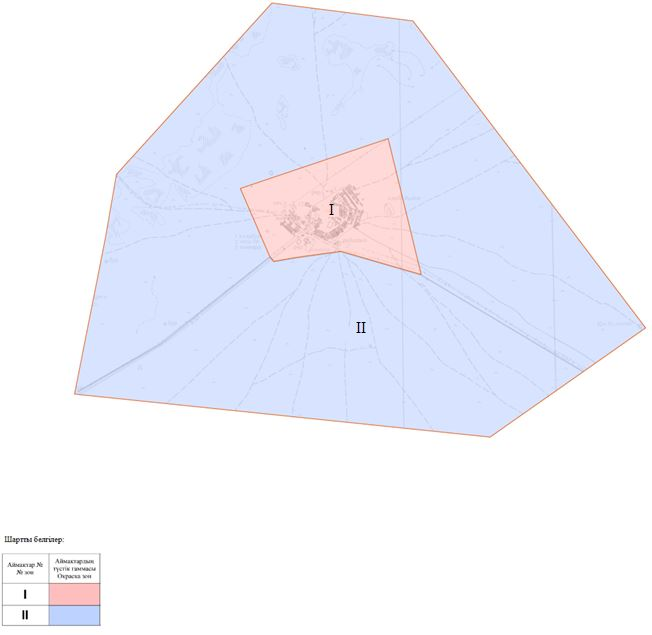 I
II
Шартты белгілер:
Аймақтар №
№ зон
Аймақтардың
түстік гаммасы
Окраска зон
I
II